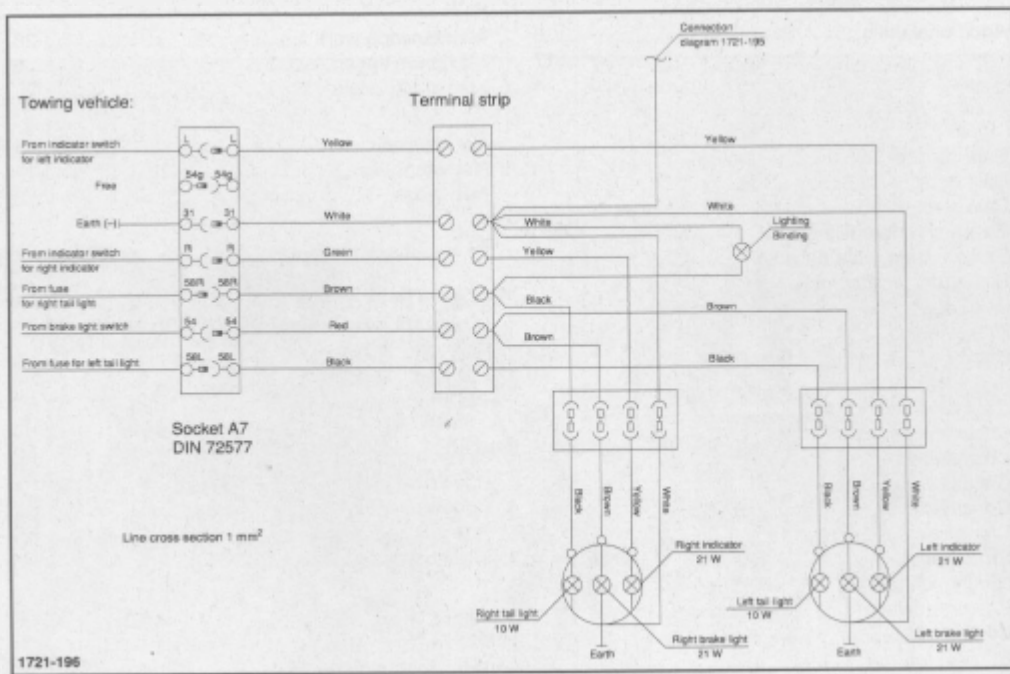 Connection
diagram 1721-195
Towing vehicle:
Terminal strip
From indicator switch
for left indicator
L L
Yellow
Yellow
Free
54g 54g
Earth (–)
31 31
White
White
White
Lighting
Binding
From indicator switch
for right indicator
R R
Green
Yellow
From fuse
for right tail light
58R 58R
Brown
Black
Brown
From brake light switch
54 54
Red
Brown
From fuse for left tail light
58L 58L
Black
Black
Socket A7
DIN 72577
Line cross section 1 mm²
Black
Brown
Yellow
White
Black
Brown
Yellow
White
Right indicator
21 W
Left indicator
21 W
Right tail light
10 W
Left tail light
10 W
Right brake light
21 W
Left brake light
21 W
Earth
Earth
1721-196